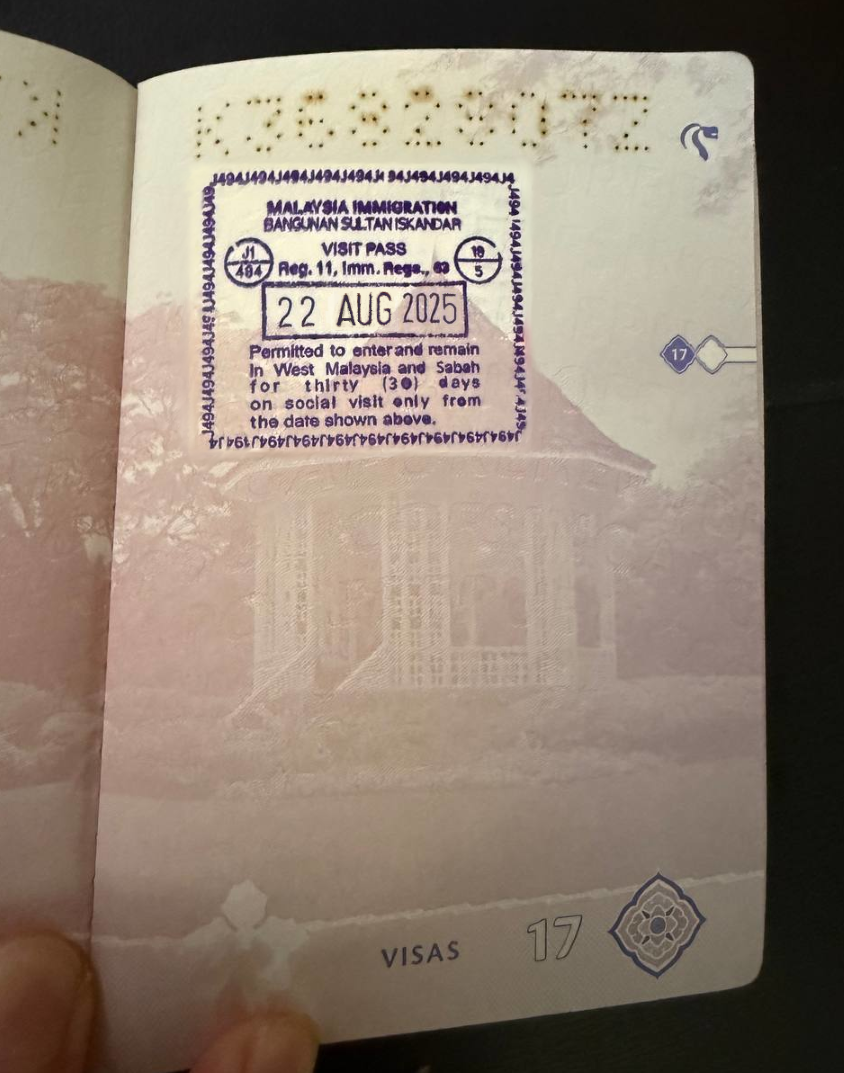 J494J494J494J494J494J4 94J494J494J494J4
MALAYSIA IMMIGRATION
BANGUNAN SULTAN ISKANDAR
VISIT PASS
J1
494
Reg. 11, Imm. Regs., 63
5
22 AUG 2025
Permitted to enter and remain
in West Malaysia and Sabah
for thirty (30) days
on social visit only from
the date shown above.
17
VISAS 17